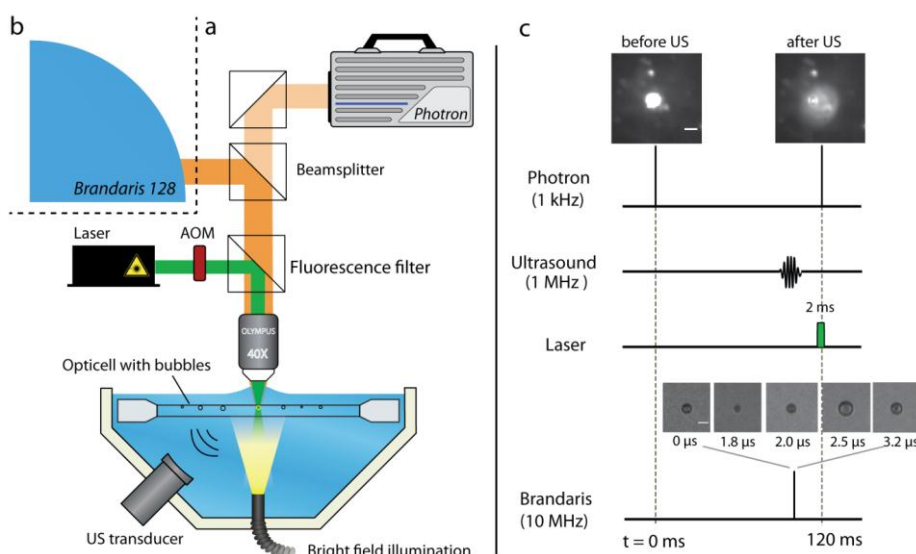 b
a
Photron
Brandaris 128
Beamsplitter
Laser
AOM
Fluorescence filter
OLYMPUS
40X
Opticell with bubbles
US transducer
Bright field illumination
c
before US
after US
Photron
(1 kHz)
Ultrasound
(1 MHz)
2 ms
Laser
0 µs
1.8 µs
2.0 µs
2.5 µs
3.2 µs
Brandaris
(10 MHz)
t = 0 ms
120 ms